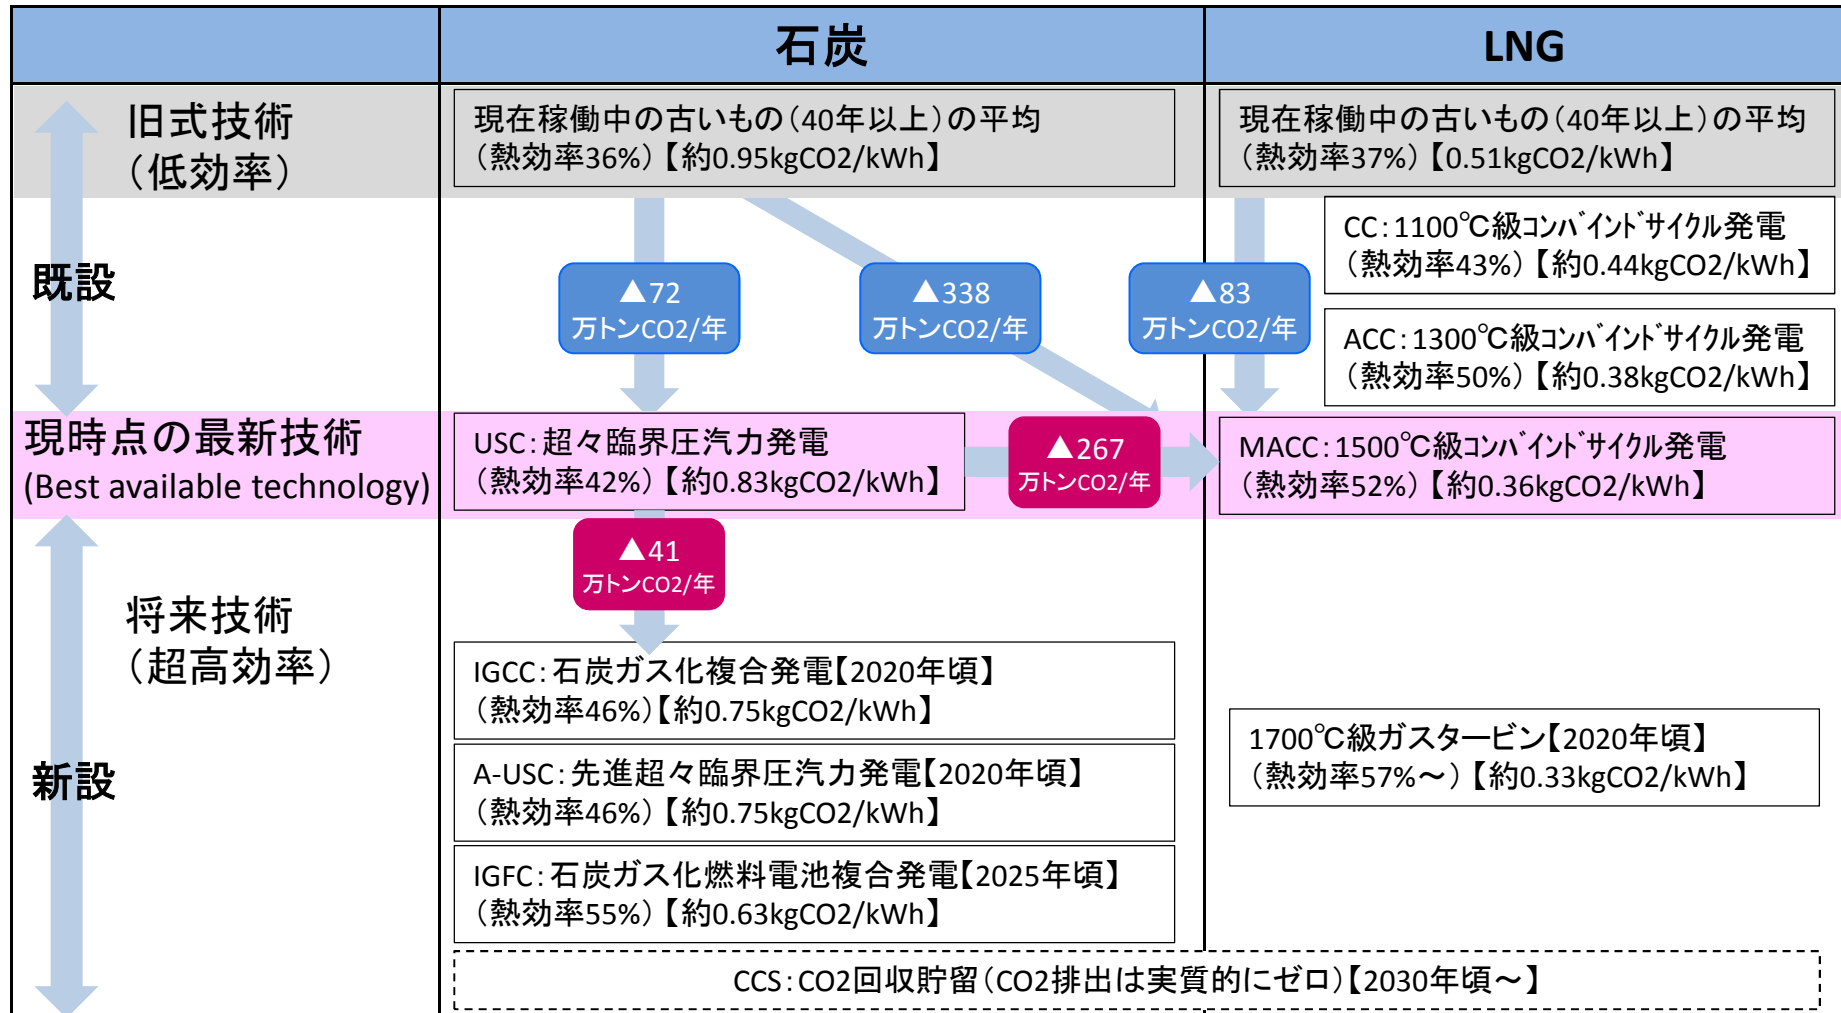 石炭
LNG
旧式技術
（低効率）
現在稼働中の古いもの（40年以上）の平均
（熱効率36%）【約0.95kgCO2/kWh】
現在稼働中の古いもの（40年以上）の平均
（熱効率37%）【0.51kgCO2/kWh】
既設
▲72
万トンCO2/年
▲338
万トンCO2/年
▲83
万トンCO2/年
CC：1100℃級コンバインドサイクル発電
（熱効率43%）【約0.44kgCO2/kWh】
ACC：1300℃級コンバインドサイクル発電
（熱効率50%）【約0.38kgCO2/kWh】
現時点の最新技術
(Best available technology)
USC：超々臨界圧汽力発電
（熱効率42%）【約0.83kgCO2/kWh】
▲267
万トンCO2/年
MACC：1500℃級コンバインドサイクル発電
（熱効率52%）【約0.36kgCO2/kWh】
▲41
万トンCO2/年
将来技術
（超高効率）
新設
IGCC：石炭ガス化複合発電【2020年頃】
（熱効率46%）【約0.75kgCO2/kWh】
A-USC：先進超々臨界圧汽力発電【2020年頃】
（熱効率46%）【約0.75kgCO2/kWh】
IGFC：石炭ガス化燃料電池複合発電【2025年頃】
（熱効率55%）【約0.63kgCO2/kWh】
1700℃級ガスタービン【2020年頃】
（熱効率57%～）【約0.33kgCO2/kWh】
CCS：CO2回収貯留（CO2排出は実質的にゼロ）【2030年頃～】